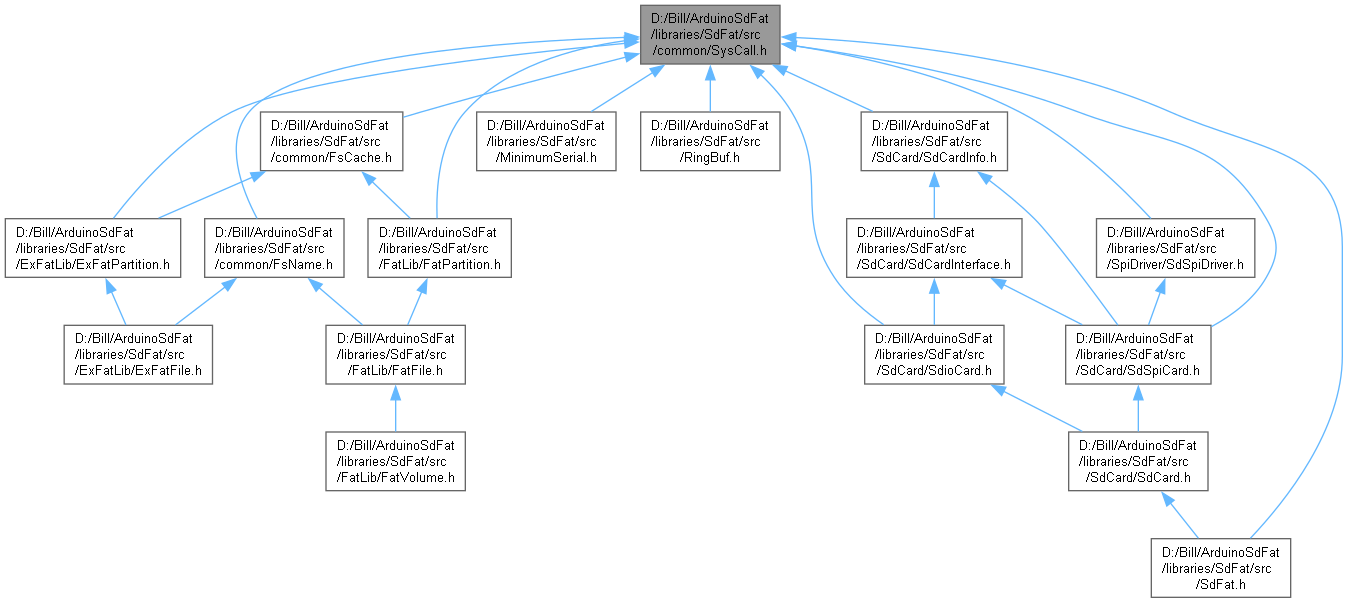 D:/Bill/ArduinoSdFat
/libraries/SdFat/src
/common/SysCall.h
D:/Bill/ArduinoSdFat
/libraries/SdFat/src
/common/FsCache.h
D:/Bill/ArduinoSdFat
/libraries/SdFat/src
/MinimumSerial.h
D:/Bill/ArduinoSdFat
/libraries/SdFat/src
/RingBuf.h
D:/Bill/ArduinoSdFat
/libraries/SdFat/src
/SdCard/SdCardInfo.h
D:/Bill/ArduinoSdFat
/libraries/SdFat/src
/ExFatLib/ExFatPartition.h
D:/Bill/ArduinoSdFat
/libraries/SdFat/src
/common/FsName.h
D:/Bill/ArduinoSdFat
/libraries/SdFat/src
/FatLib/FatPartition.h
D:/Bill/ArduinoSdFat
/libraries/SdFat/src
/SdCard/SdCardInterface.h
D:/Bill/ArduinoSdFat
/libraries/SdFat/src
/SpiDriver/SdSpiDriver.h
D:/Bill/ArduinoSdFat
/libraries/SdFat/src
/ExFatLib/ExFatFile.h
D:/Bill/ArduinoSdFat
/libraries/SdFat/src
/FatLib/FatFile.h
D:/Bill/ArduinoSdFat
/libraries/SdFat/src
/SdCard/SdioCard.h
D:/Bill/ArduinoSdFat
/libraries/SdFat/src
/SdCard/SdSpiCard.h
D:/Bill/ArduinoSdFat
/libraries/SdFat/src
/FatLib/FatVolume.h
D:/Bill/ArduinoSdFat
/libraries/SdFat/src
/SdCard/SdCard.h
D:/Bill/ArduinoSdFat
/libraries/SdFat/src
/SdFat.h